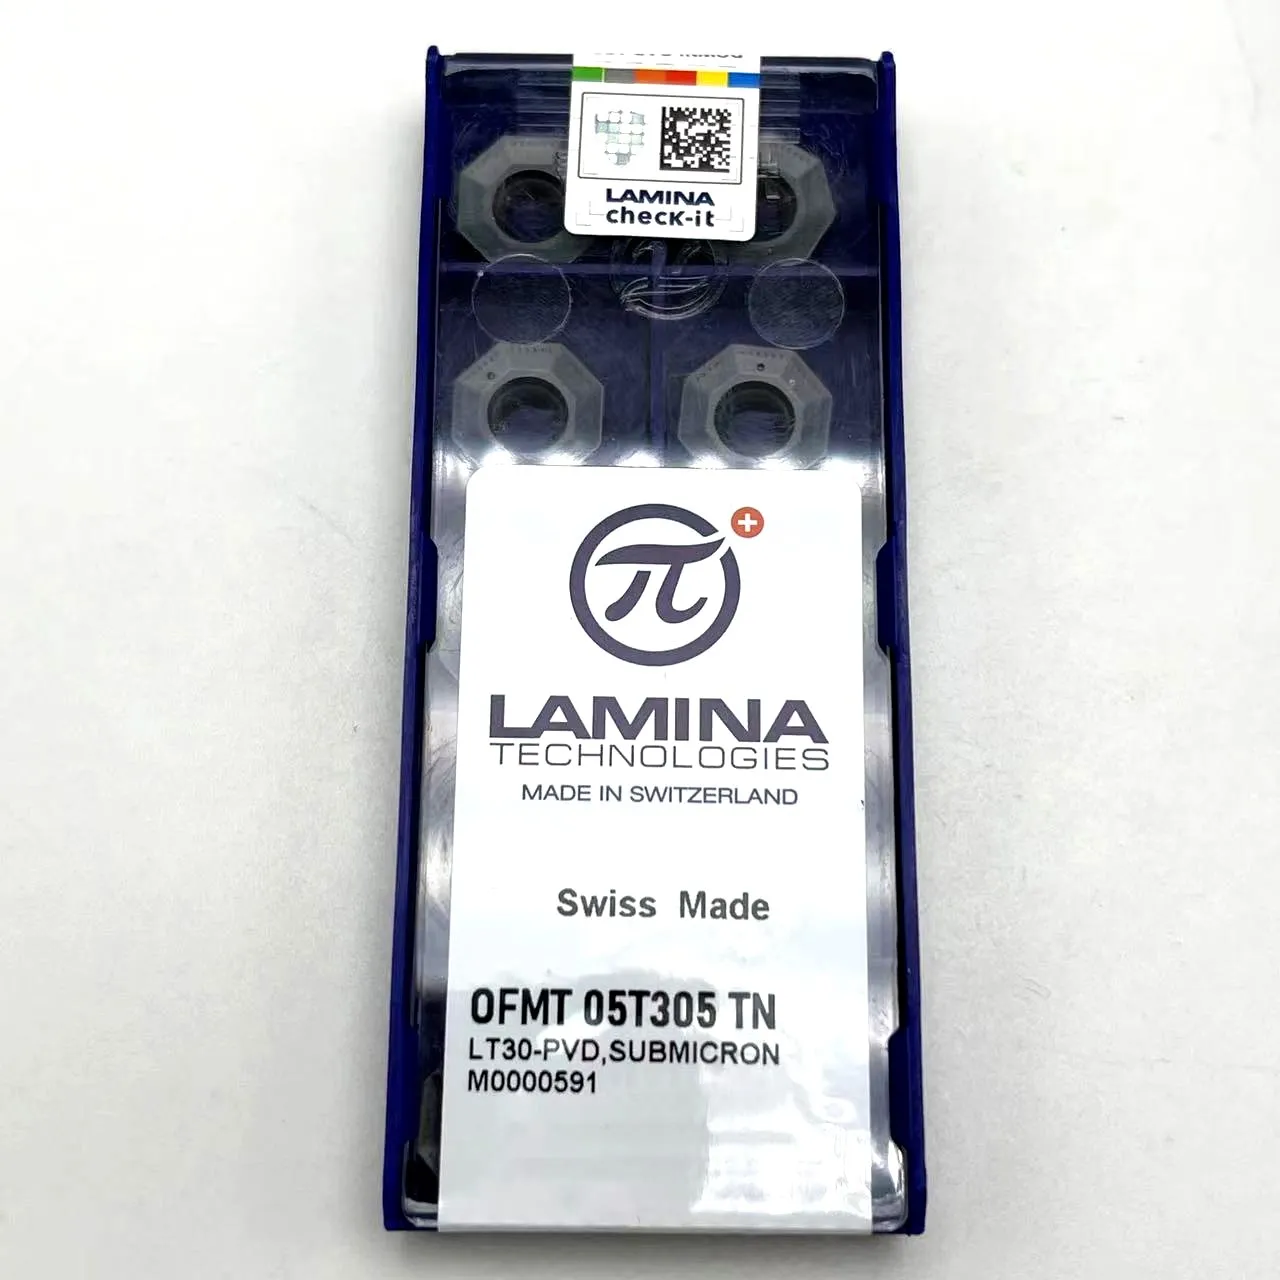 LAMINA
checK-it
π
LAMINA
TECHNOLOGIES
MADE IN SWITZERLAND
Swiss Made
OFMT 05T305 TN
LT30-PVD,SUBMICRON
M0000591